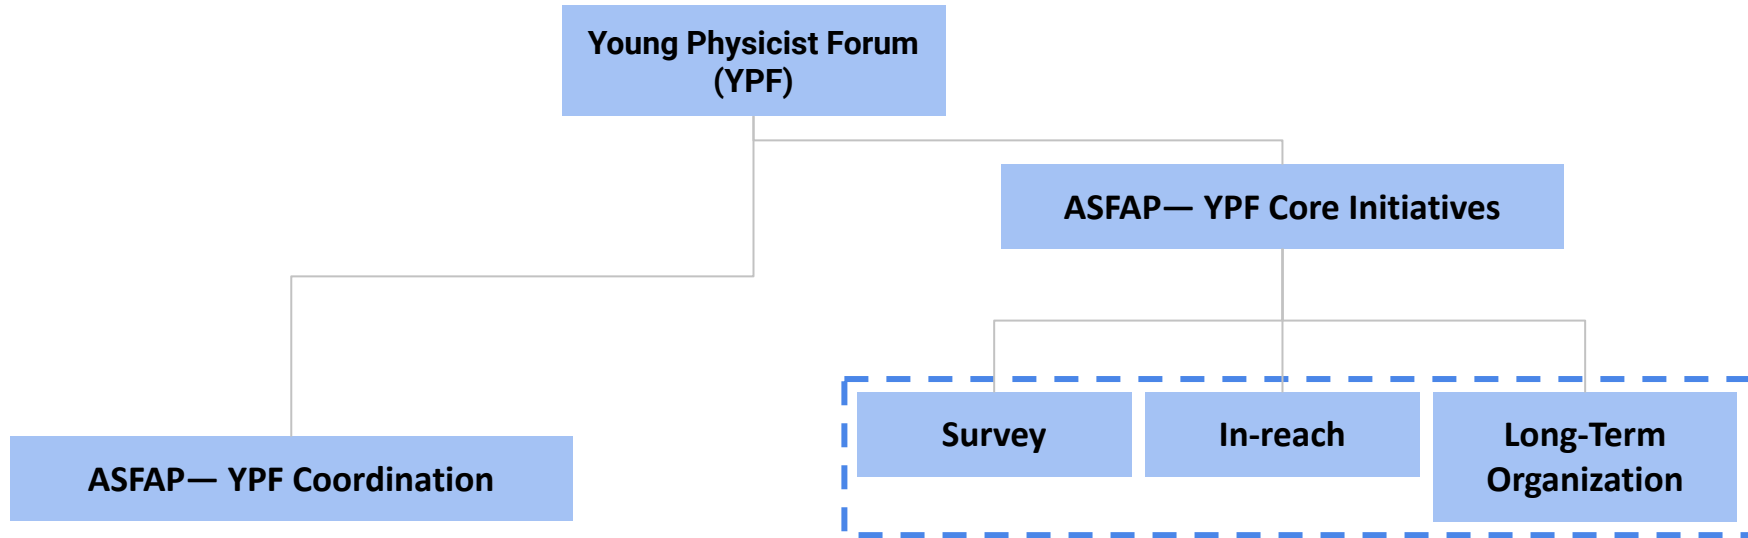 Young Physicist Forum
(YPF)
ASFAP— YPF Core Initiatives
Survey
In-reach
Long-Term
Organization
ASFAP— YPF Coordination